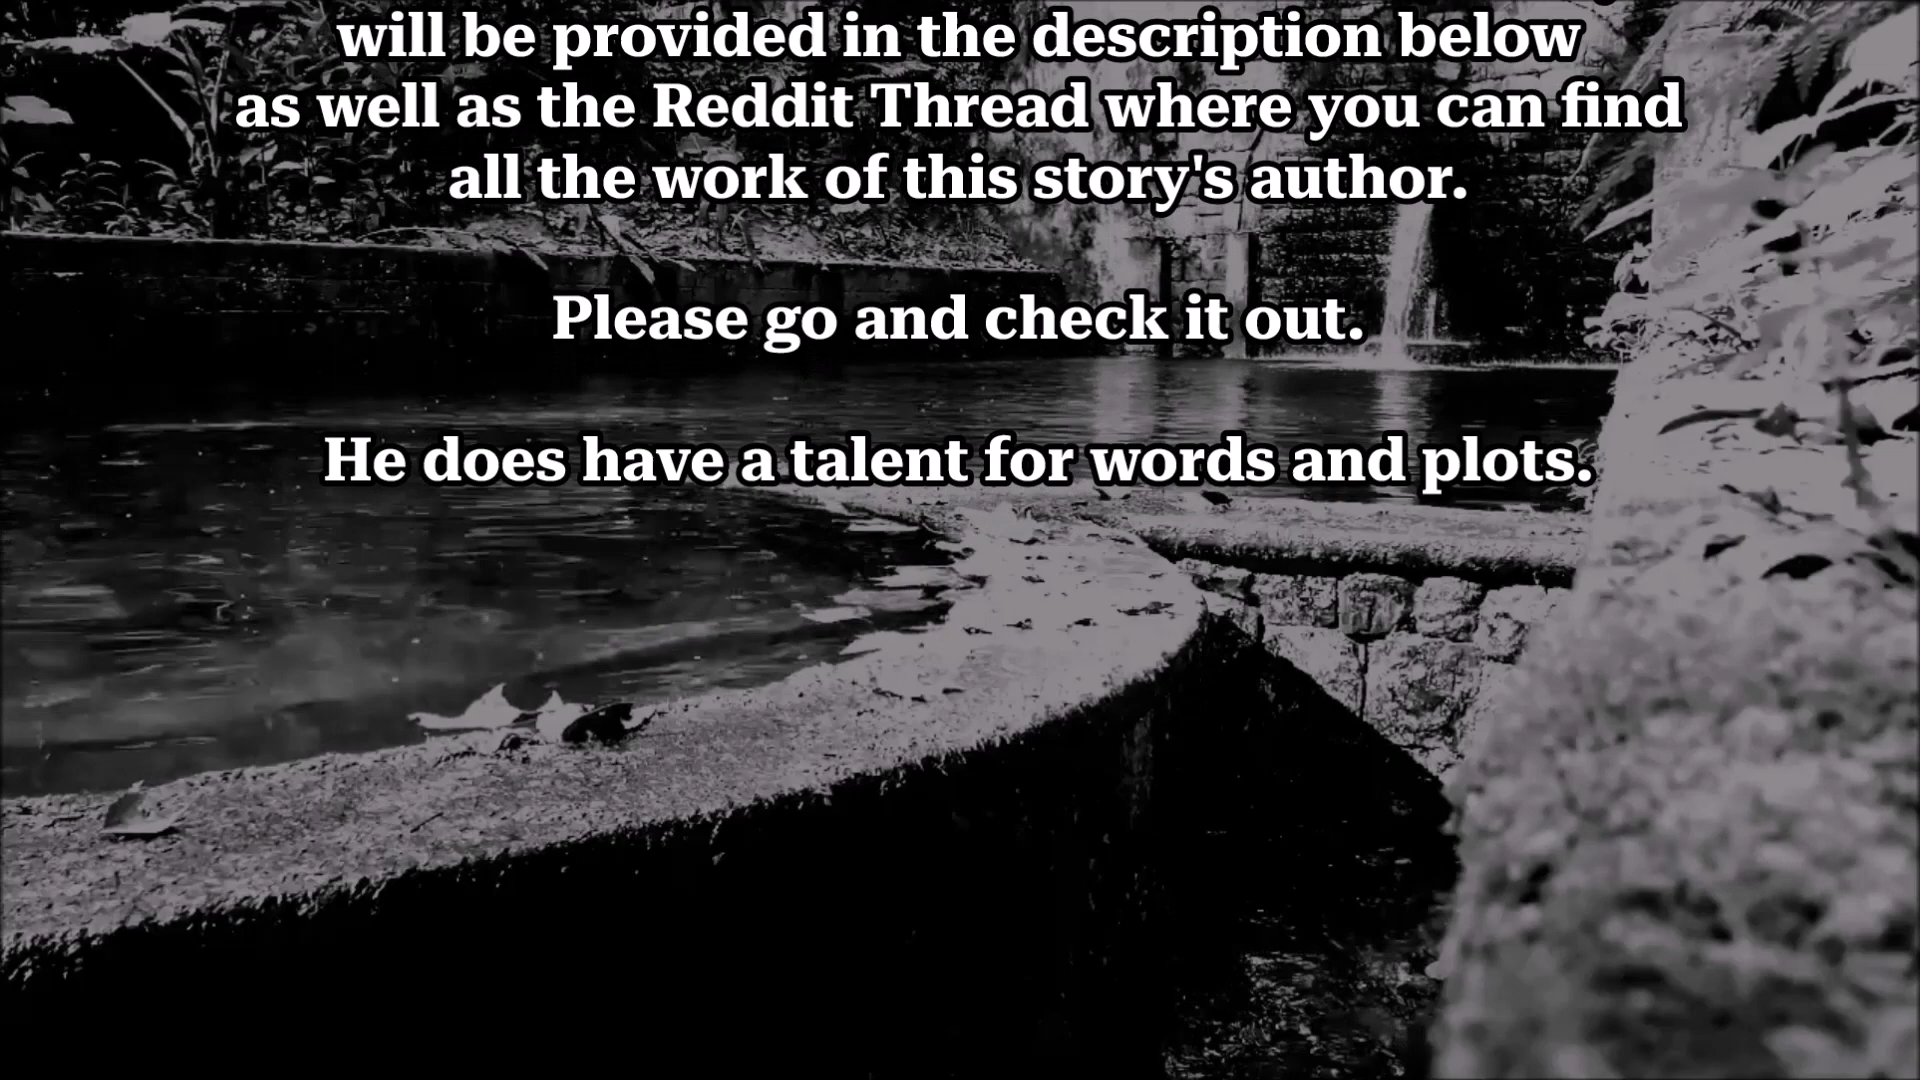 will be provided in the description below
as well as the Reddit Thread where you can find
all the work of this story's author.
Please go and check it out.
He does have a talent for words and plots.